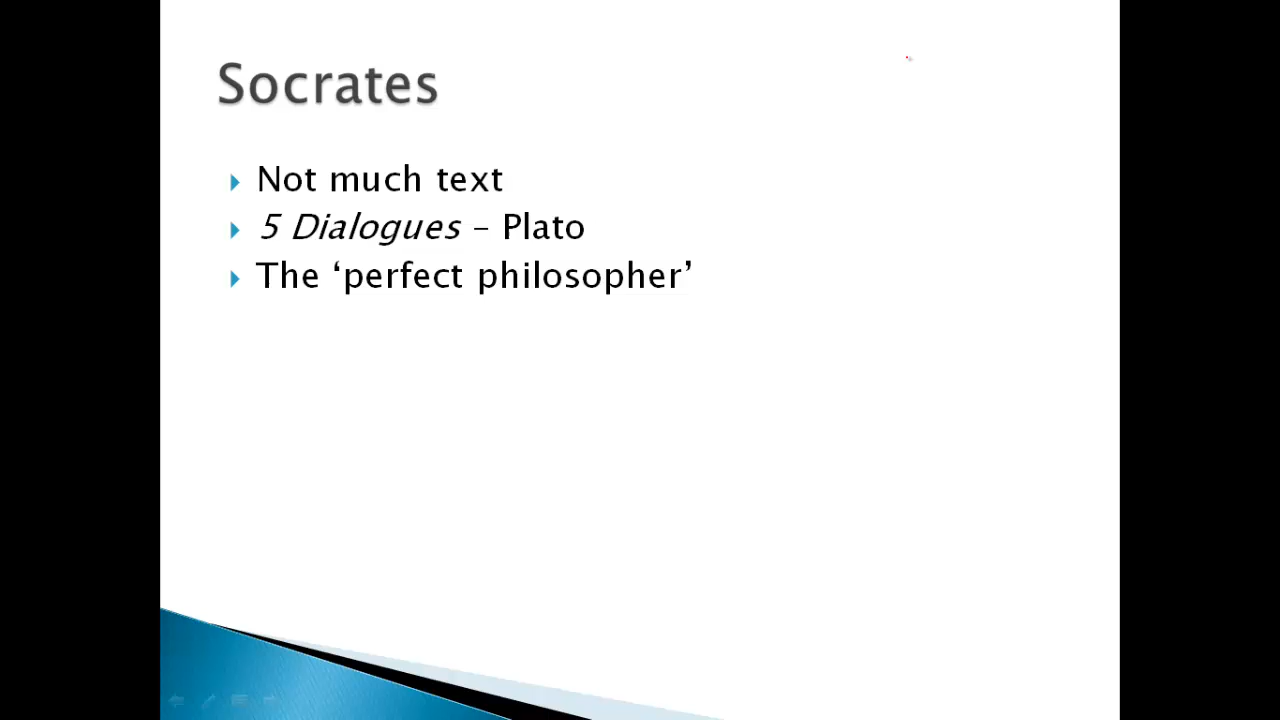 Socrates
Not much text
5 Dialogues – Plato
The ‘perfect philosopher’